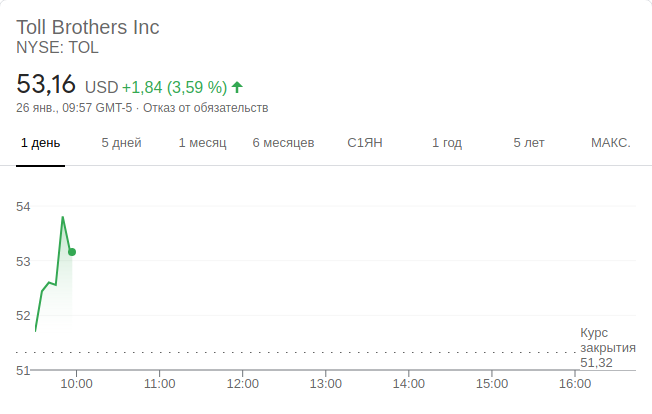 Toll Brothers Inc
NYSE: TOL
53,16 USD +1,84 (3,59 %)
26 янв., 09:57 GMT-5 · Отказ от обязательств
1 день 5 дней 1 месяц 6 месяцев С1ЯН 1 год 5 лет МАКС.
54
53
52
Курс
закрытия
51,32
51
10:00 11:00 12:00 13:00 14:00 15:00 16:00